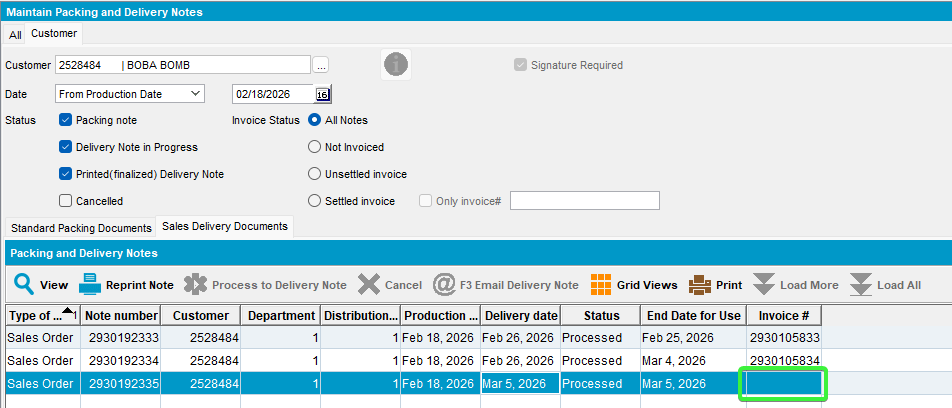 Maintain Packing and Delivery Notes
All Customer
Customer 2528484 | BOBA BOMB ... Signature Required
Date From Production Date 02/18/2026 16
Status Packing note Invoice Status All Notes
Delivery Note in Progress Not Invoiced
Printed(finalized) Delivery Note Unsettled invoice
Cancelled Settled invoice Only invoice#
Standard Packing Documents Sales Delivery Documents
Packing and Delivery Notes
View Reprint Note Process to Delivery Note Cancel F3 Email Delivery Note Grid Views Print Load More Load All
Type of ... 1 Note number Customer Department Distribution... Production ... Delivery date Status End Date for Use Invoice #
Sales Order 2930192333 2528484 1 1 Feb 18, 2026 Feb 26, 2026 Processed Feb 25, 2026 2930105833
Sales Order 2930192334 2528484 1 1 Feb 18, 2026 Feb 26, 2026 Processed Mar 4, 2026 2930105834
Sales Order 2930192335 2528484 1 1 Feb 18, 2026 Mar 5, 2026 Processed Mar 5, 2026